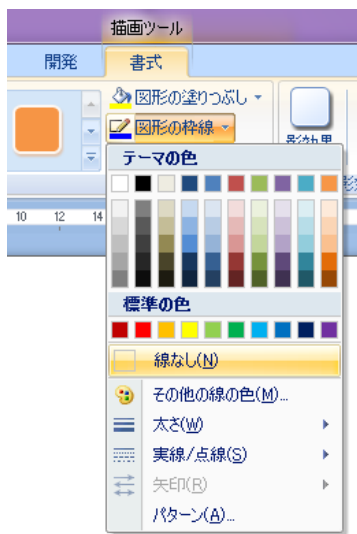 描画ツール
開発 書式
図形の塗りつぶし
図形の枠線
テーマの色
10 12 14
標準の色
線なし(N)
その他の線の色(M)...
太さ(W)
実線/点線(S)
矢印(R)
パターン(A)...